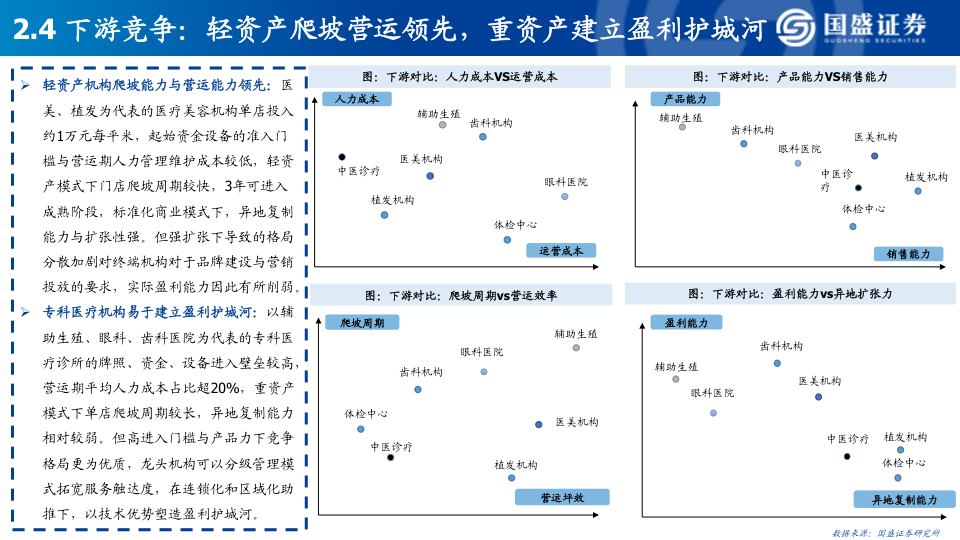 2.4 下游竞争：轻资产爬坡营运领先，重资产建立盈利护城河
国盛证券
GUOSHENG SECURITIES
➢ 轻资产机构爬坡能力与营运能力领先：医
美、植发为代表的医疗美容机构单店投入
约1万元每平米，起始资金设备的准入门
槛与营运期人力管理维护成本较低，轻资
产模式下门店爬坡周期较快，3年可进入
成熟阶段，标准化商业模式下，异地复制
能力与扩张性强。但强扩张下导致的格局
分散加剧对终端机构对于品牌建设与营销
投放的要求，实际盈利能力因此有所削弱。
➢ 专科医疗机构易于建立盈利护城河：以辅
助生殖、眼科、齿科医院为代表的专科医
疗诊所的牌照、资金、设备进入壁垒较高，
营运期平均人力成本占比超20%，重资产
模式下单店爬坡周期较长，异地复制能力
相对较弱。但高进入门槛与产品力下竞争
格局更为优质，龙头机构可以分级管理模
式拓宽服务触达度，在连锁化和区域化助
推下，以技术优势塑造盈利护城河。
图：下游对比：人力成本VS运营成本
人力成本
辅助生殖
齿科机构
医美机构
中医诊疗
眼科医院
植发机构
体检中心
运营成本
图：下游对比：产品能力VS销售能力
产品能力
辅助生殖
齿科机构
医美机构
眼科医院
中医诊
疗
植发机构
体检中心
销售能力
图：下游对比：爬坡周期vs营运效率
爬坡周期
辅助生殖
眼科医院
齿科机构
体检中心
医美机构
中医诊疗
植发机构
营运坪效
图：下游对比：盈利能力vs异地扩张力
盈利能力
齿科机构
辅助生殖
医美机构
眼科医院
中医诊疗
植发机构
体检中心
异地复制能力
数据来源：国盛证券研究所